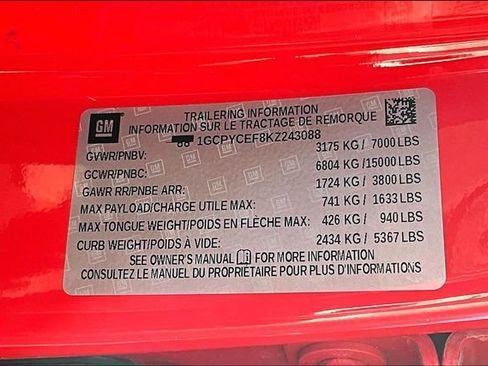 GM
TRAILERING INFORMATION
INFORMATION SUR LE TRACTAGE DE REMORQUE
1GCPYCEF8KZ243088
GVWR/PNBV: 3175 KG / 7000 LBS
GCWR/PNBC: 6804 KG / 15000 LBS
GAWR RR/PNBE ARR: 1724 KG / 3800 LBS
MAX PAYLOAD/CHARGE UTILE MAX: 741 KG / 1633 LBS
MAX TONGUE WEIGHT/POIDS EN FLÈCHE MAX: 426 KG / 940 LBS
CURB WEIGHT/POIDS À VIDE: 2434 KG / 5367 LBS
SEE OWNER'S MANUAL FOR MORE INFORMATION
CONSULTEZ LE MANUEL DU PROPRIÉTAIRE POUR PLUS D'INFORMATIONS